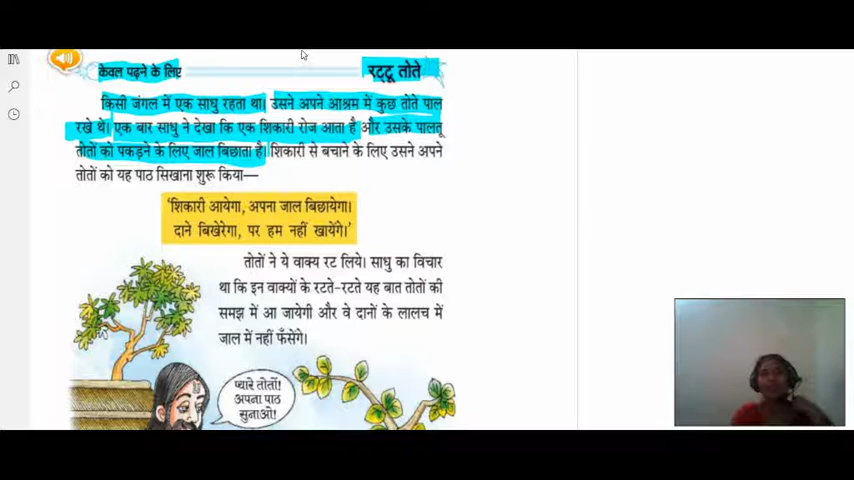 केवल पढ़ने के लिए
रट्टू तोते
किसी जंगल में एक साधु रहता था। उसने अपने आश्रम में कुछ तोते पाल
रखे थे। एक बार साधु ने देखा कि एक शिकारी रोज आता है और उसके पालतू
तोतों को पकड़ने के लिए जाल बिछाता है। शिकारी से बचाने के लिए उसने अपने
तोतों को यह पाठ सिखाना शुरू किया—
'शिकारी आयेगा, अपना जाल बिछायेगा।
दाने बिखेरेगा, पर हम नहीं खायेंगे।'
तोतों ने ये वाक्य रट लिये। साधु का विचार
था कि इन वाक्यों के रटते-रटते यह बात तोतों की
समझ में आ जायेगी और वे दानों के लालच में
जाल में नहीं फँसेंगे।
प्यारे तोतों!
अपना पाठ
सुनाओ!